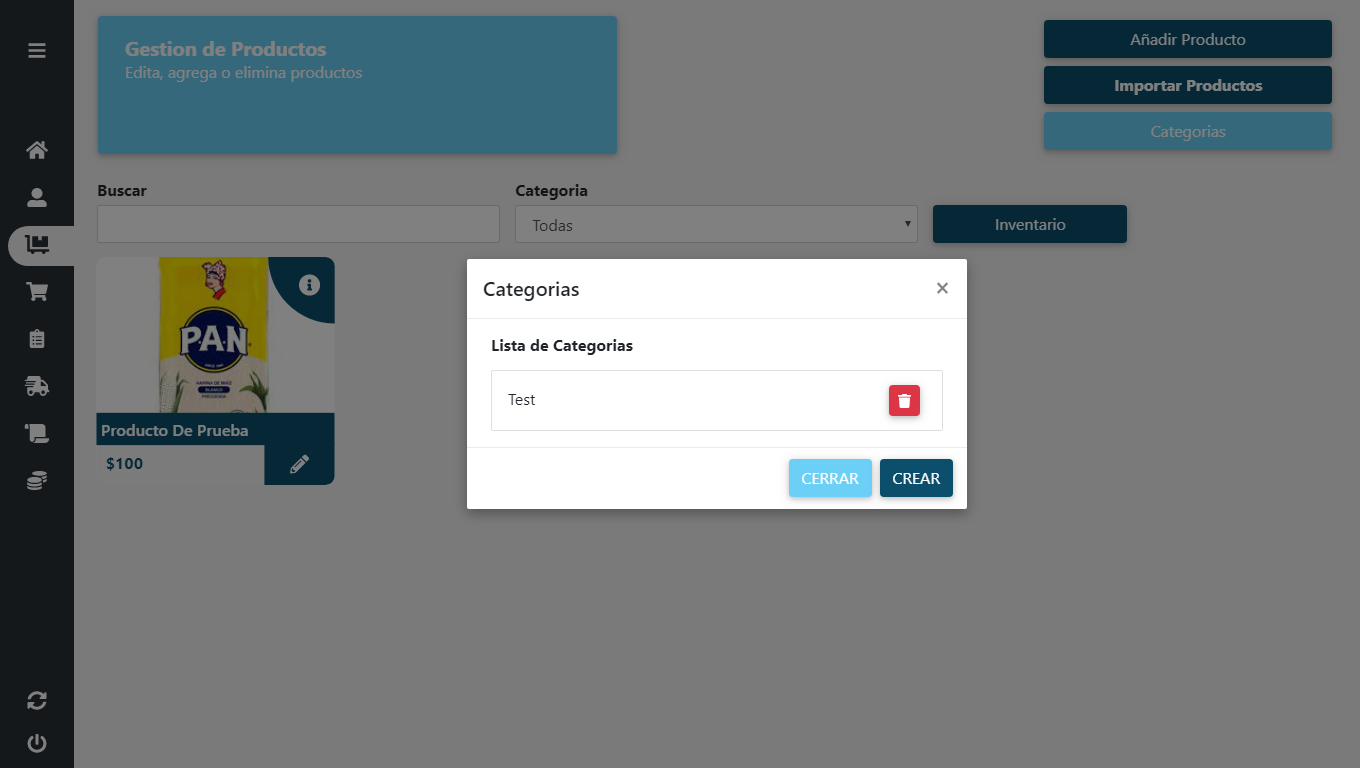 Gestion de Productos
Edita, agrega o elimina productos
Añadir Producto
Importar Productos
Categorias
Buscar
Categoria
Todas
Inventario
P.A.N.
HARINA DE MAIZ
BLANCO
PRECOCIDA
Producto De Prueba
$100
Categorias
×
Lista de Categorias
Test
CERRAR
CREAR